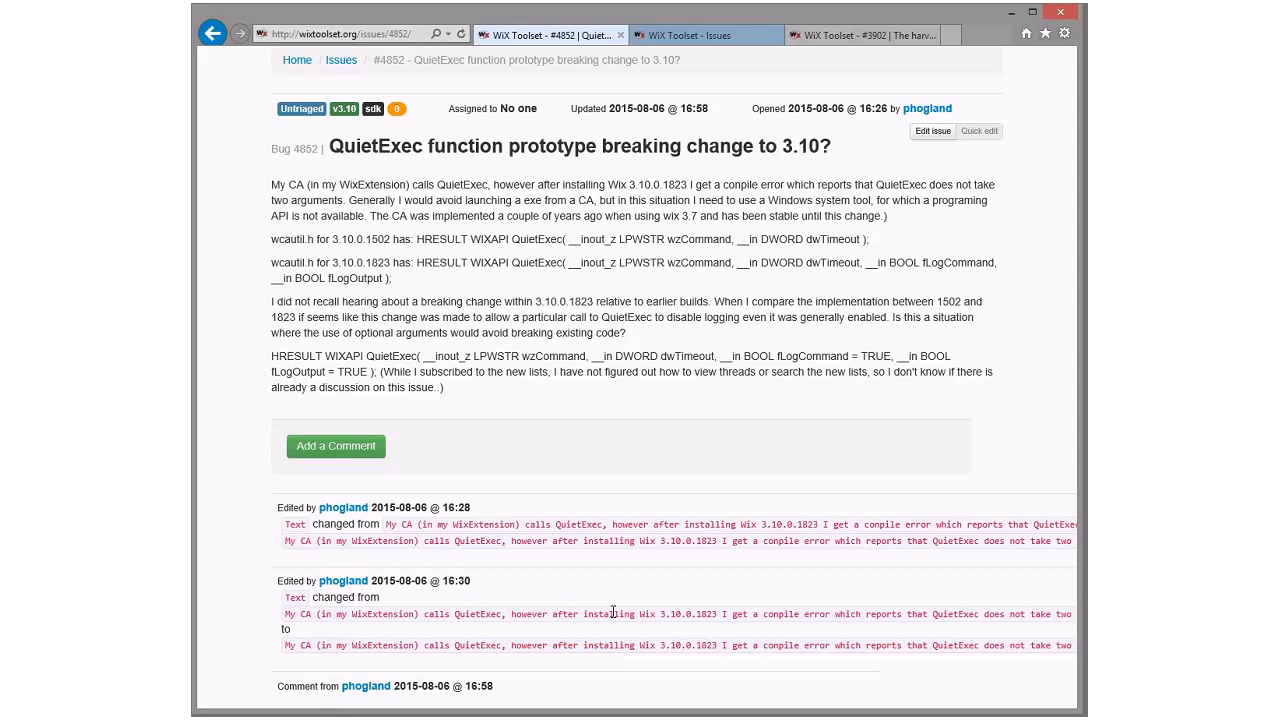 http://wixtoolset.org/issues/4852/
WiX Toolset - #4852 | Quiet...
WiX Toolset - Issues
WiX Toolset - #3902 | The harv...
Home / Issues / #4852 - QuietExec function prototype breaking change to 3.10?
Untriaged v3.10 sdk 0 Assigned to No one Updated 2015-08-06 @ 16:58 Opened 2015-08-06 @ 16:26 by phogland
Edit issue Quick edit
Bug 4852 | QuietExec function prototype breaking change to 3.10?
My CA (in my WixExtension) calls QuietExec, however after installing Wix 3.10.0.1823 I get a conpile error which reports that QuietExec does not take
two arguments. Generally I would avoid launching a exe from a CA, but in this situation I need to use a Windows system tool, for which a programing
API is not available. The CA was implemented a couple of years ago when using wix 3.7 and has been stable until this change.)
wcautil.h for 3.10.0.1502 has: HRESULT WIXAPI QuietExec( __inout_z LPWSTR wzCommand, __in DWORD dwTimeout );
wcautil.h for 3.10.0.1823 has: HRESULT WIXAPI QuietExec( __inout_z LPWSTR wzCommand, __in DWORD dwTimeout, __in BOOL fLogCommand,
__in BOOL fLogOutput );
I did not recall hearing about a breaking change within 3.10.0.1823 relative to earlier builds. When I compare the implementation between 1502 and
1823 if seems like this change was made to allow a particular call to QuietExec to disable logging even it was generally enabled. Is this a situation
where the use of optional arguments would avoid breaking existing code?
HRESULT WIXAPI QuietExec( __inout_z LPWSTR wzCommand, __in DWORD dwTimeout, __in BOOL fLogCommand = TRUE, __in BOOL
fLogOutput = TRUE ); (While I subscribed to the new lists, I have not figured out how to view threads or search the new lists, so I don't know if there is
already a discussion on this issue..)
Add a Comment
Edited by phogland 2015-08-06 @ 16:28
Text changed from My CA (in my WixExtension) calls QuietExec, however after installing Wix 3.10.0.1823 I get a conpile error which reports that QuietExec
My CA (in my WixExtension) calls QuietExec, however after installing Wix 3.10.0.1823 I get a conpile error which reports that QuietExec does not take two
Edited by phogland 2015-08-06 @ 16:30
Text changed from
My CA (in my WixExtension) calls QuietExec, however after installing Wix 3.10.0.1823 I get a conpile error which reports that QuietExec does not take two
to
My CA (in my WixExtension) calls QuietExec, however after installing Wix 3.10.0.1823 I get a conpile error which reports that QuietExec does not take two
Comment from phogland 2015-08-06 @ 16:58